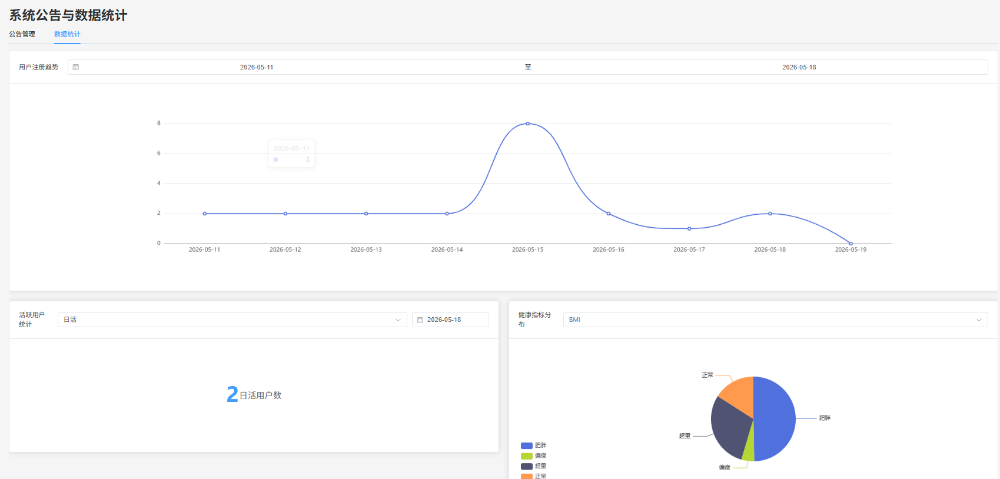 系统公告与数据统计
公告管理 数据统计
用户注册趋势 2026-05-11 至 2026-05-18
8
6
4
2
0
2026-05-11
2
2026-05-11 2026-05-12 2026-05-13 2026-05-14 2026-05-15 2026-05-16 2026-05-17 2026-05-18 2026-05-19
活跃用户
统计
日活 2026-05-18
2日活用户数
健康指标分
布
BMI
正常
肥胖
超重
偏瘦
肥胖
偏瘦
超重
正常